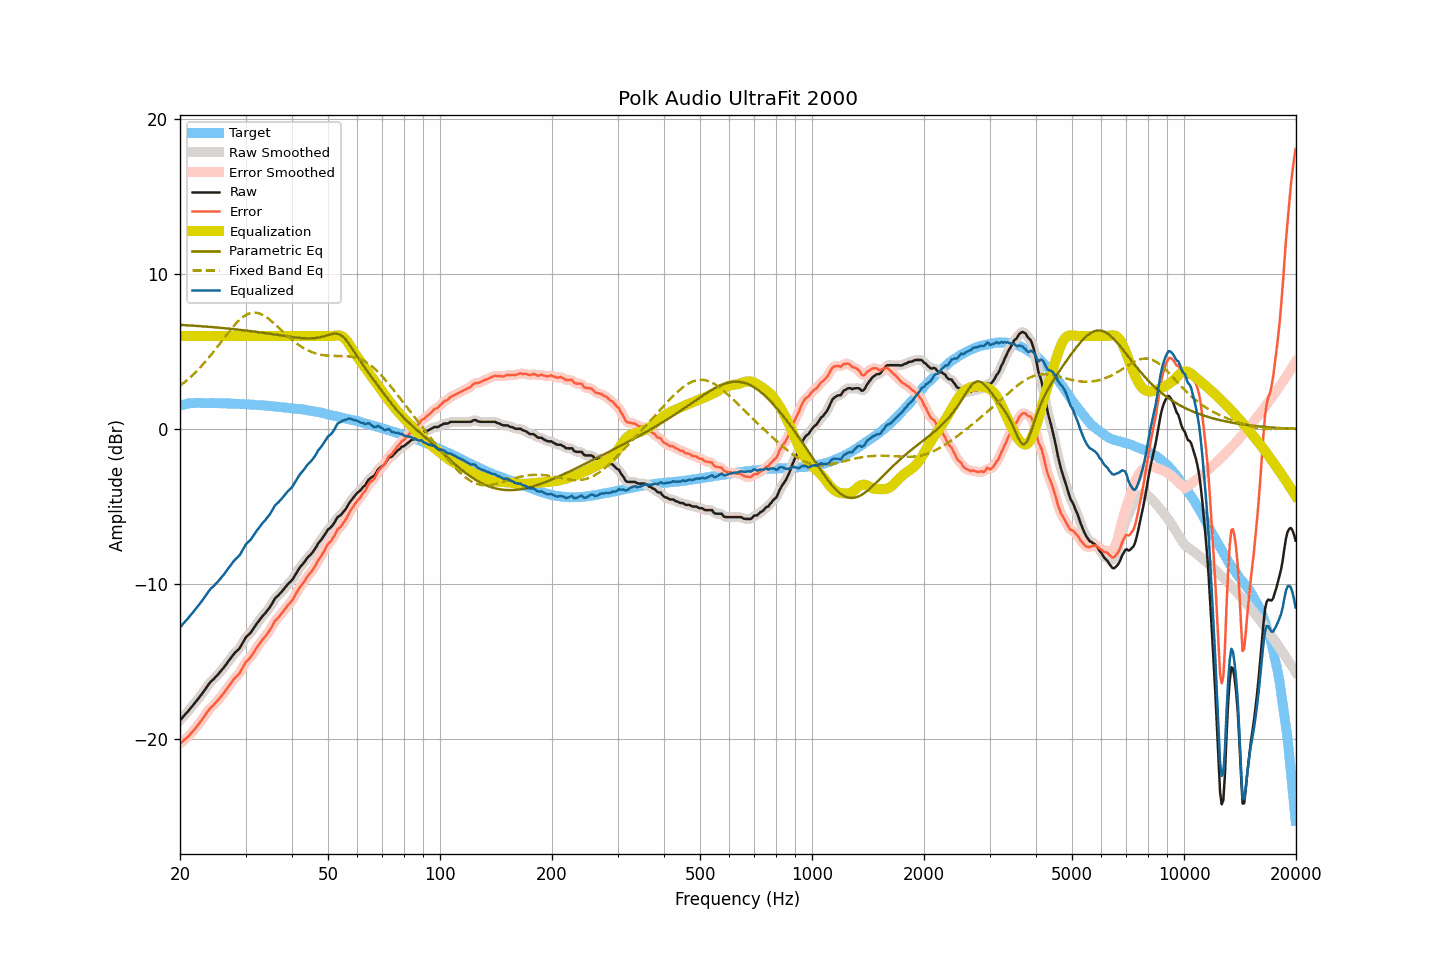 Polk Audio UltraFit 2000
Target
Raw Smoothed
Error Smoothed
Raw
Error
Equalization
Parametric Eq
Fixed Band Eq
Equalized
20
10
0
−10
−20
Amplitude (dBr)
20 50 100 200 500 1000 2000 5000 10000 20000
Frequency (Hz)